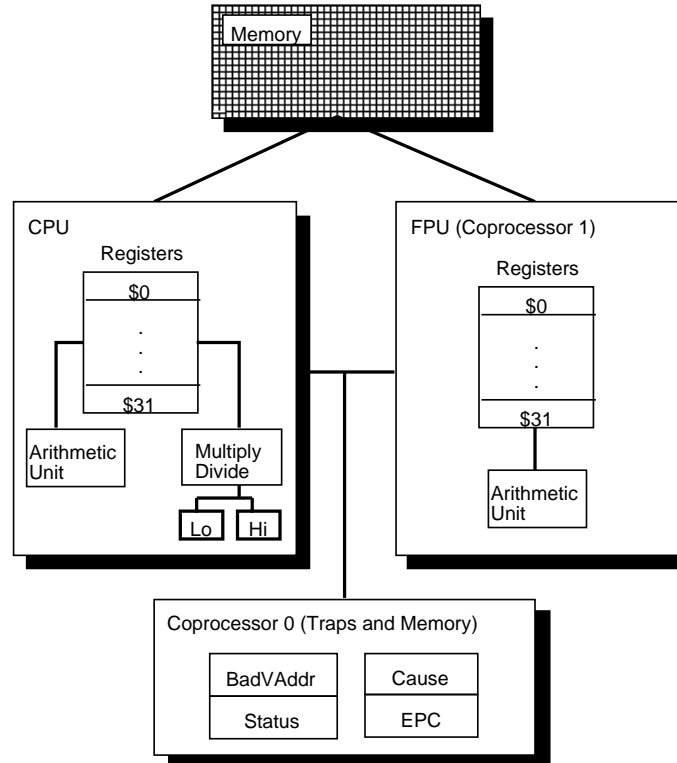 Memory
CPU
Registers
$0
.
.
.
$31
Arithmetic
Unit
Multiply
Divide
Lo
Hi
FPU (Coprocessor 1)
Registers
$0
.
.
.
$31
Arithmetic
Unit
Coprocessor 0 (Traps and Memory)
BadVAddr
Cause
Status
EPC